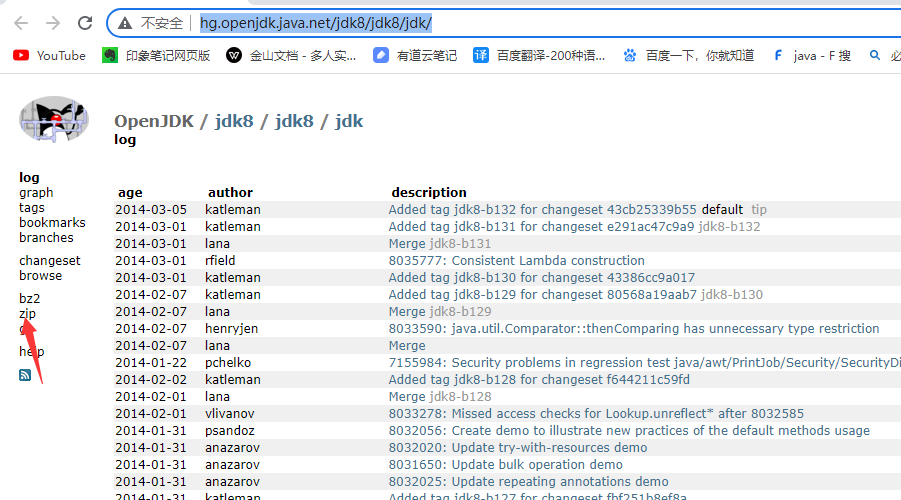 不安全 | hg.openjdk.java.net/jdk8/jdk8/jdk/
YouTube 印象笔记网页版 金山文档 - 多人实... 有道云笔记 百度翻译-200种语... 百度一下，你就知道 java - F 搜
OpenJDK / jdk8 / jdk8 / jdk
log
log
graph
tags
bookmarks
branches
changeset
browse
bz2
zip
help
age author description
2014-03-05 katleman Added tag jdk8-b132 for changeset 43cb25339b55 default tip
2014-03-01 katleman Added tag jdk8-b131 for changeset e291ac47c9a9 jdk8-b132
2014-03-01 lana Merge jdk8-b131
2014-03-01 rfield 8035777: Consistent Lambda construction
2014-03-01 katleman Added tag jdk8-b130 for changeset 43386cc9a017
2014-02-07 katleman Added tag jdk8-b129 for changeset 80568a19aab7 jdk8-b130
2014-02-07 lana Merge jdk8-b129
2014-02-07 henryjen 8033590: java.util.Comparator::thenComparing has unnecessary type restriction
2014-02-07 lana Merge
2014-01-22 pchelko 7155984: Security problems in regression test java/awt/PrintJob/Security/SecurityDi
2014-02-02 katleman Added tag jdk8-b128 for changeset f644211c59fd
2014-02-01 lana Merge jdk8-b128
2014-02-01 vlivanov 8033278: Missed access checks for Lookup.unreflect* after 8032585
2014-01-31 psandoz 8032056: Create demo to illustrate new practices of the default methods usage
2014-01-31 anazarov 8032020: Update try-with-resources demo
2014-01-31 anazarov 8031650: Update bulk operation demo
2014-01-31 anazarov 8032025: Update repeating annotations demo
2014-01-31 katleman Added tag jdk8-b127 for changeset fbf251b8ef8a